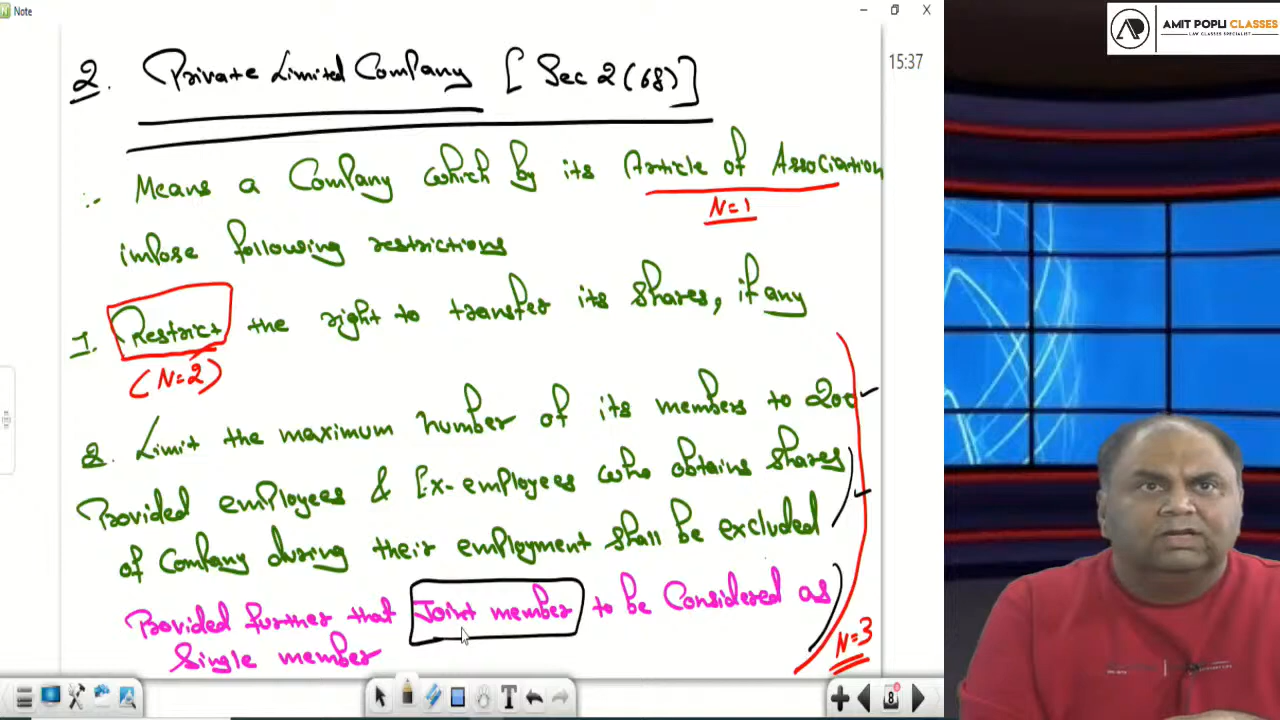 Note
AMIT POPLI CLASSES
LAW CLASSES SPECIALIST
15:37
2. Private Limited Company [Sec 2(68)]
:- Means a Company which by its Article of Association
N=1
impose following restrictions
1. Restrict the right to transfer its shares, if any
(N=2)
2. Limit the maximum number of its members to 200
Provided employees & Ex-employees who obtains shares
of Company during their employment shall be excluded
Provided further that Joint member to be Considered as
Single member
N=3
T
8